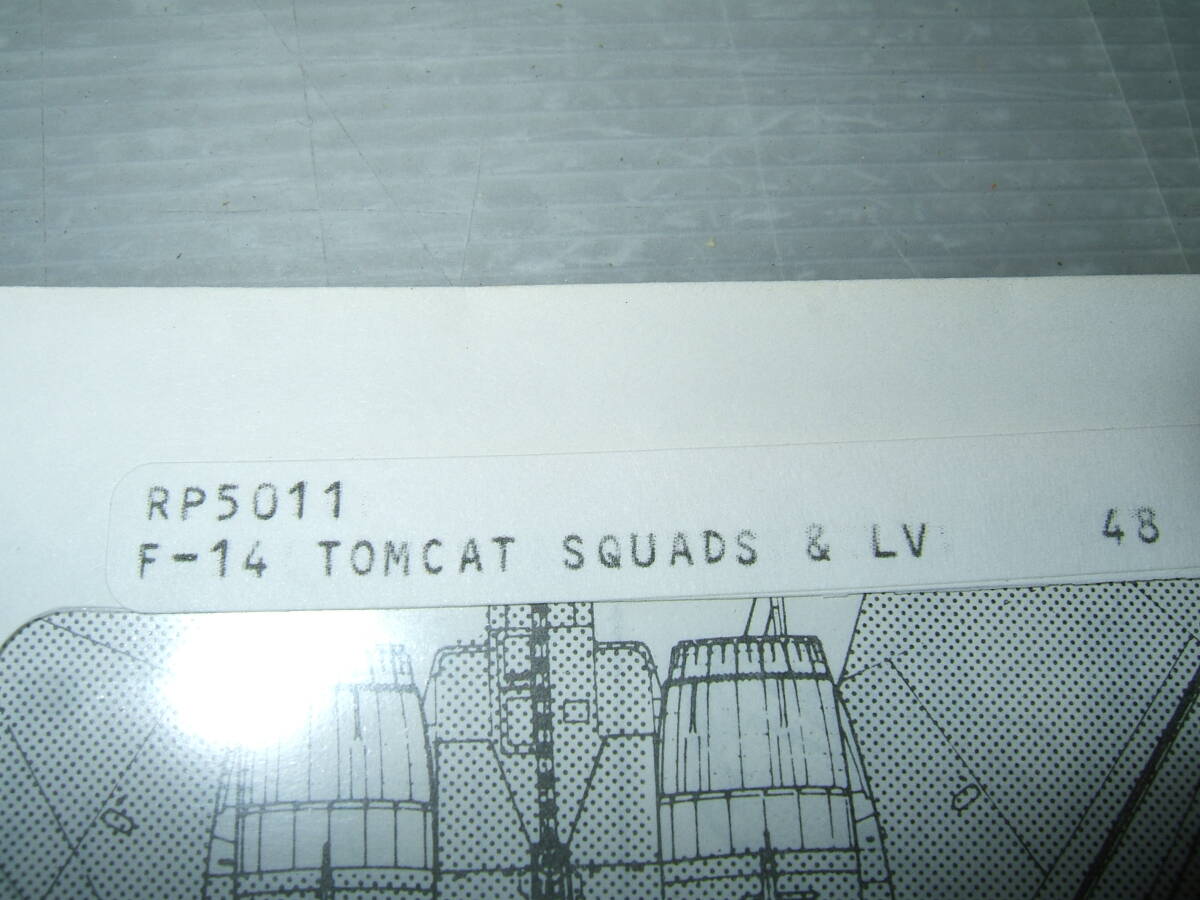 RP5011
F-14 TOMCAT SQUADS & LV 48